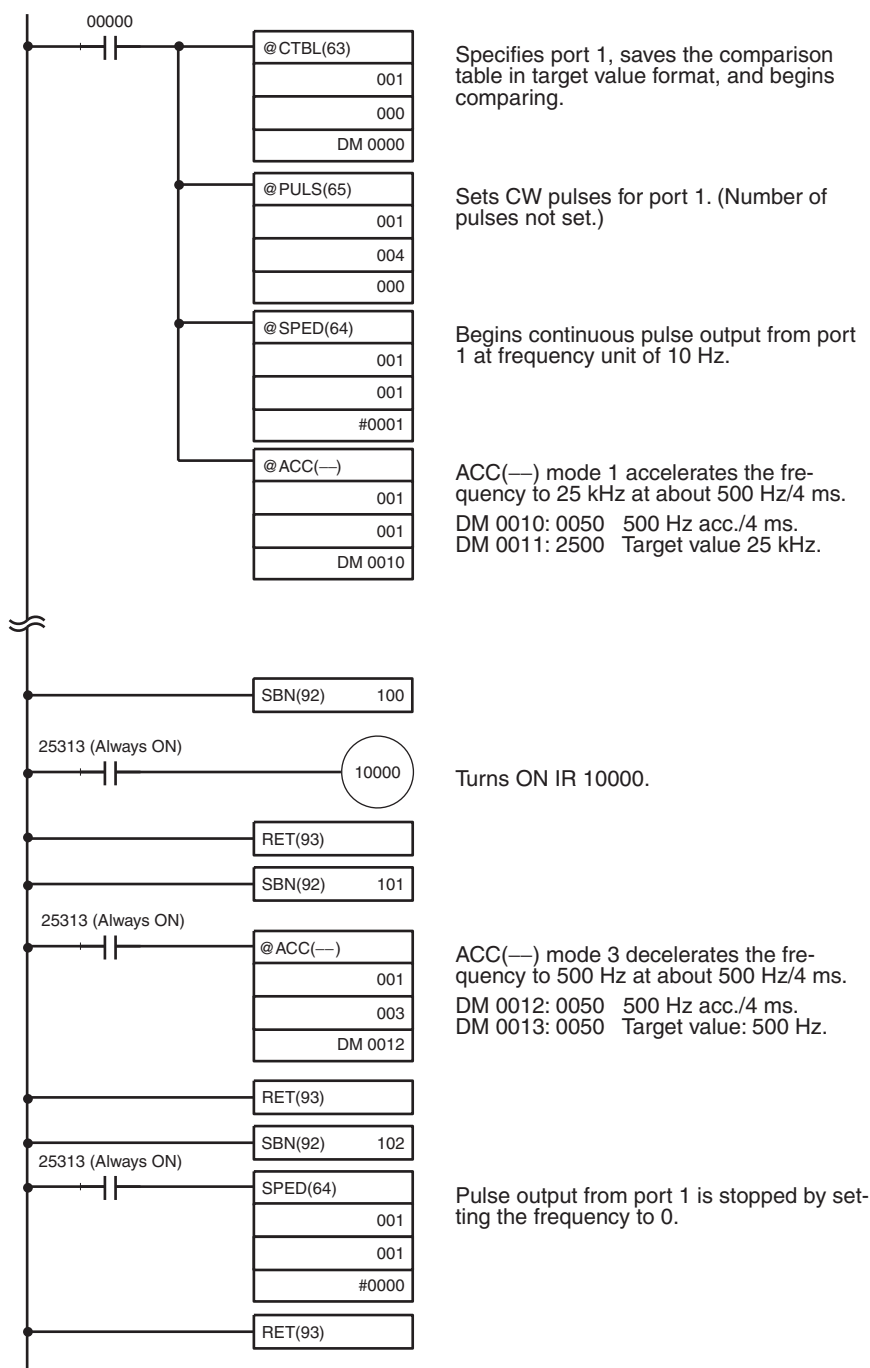 00000
@CTBL(63)
001
000
DM 0000
Specifies port 1, saves the comparison
table in target value format, and begins
comparing.
@PULS(65)
001
004
000
Sets CW pulses for port 1. (Number of
pulses not set.)
@SPED(64)
001
001
#0001
Begins continuous pulse output from port
1 at frequency unit of 10 Hz.
@ACC(––)
001
001
DM 0010
ACC(––) mode 1 accelerates the fre-
quency to 25 kHz at about 500 Hz/4 ms.
DM 0010: 0050 500 Hz acc./4 ms.
DM 0011: 2500 Target value 25 kHz.
SBN(92) 100
25313 (Always ON)
10000
Turns ON IR 10000.
RET(93)
SBN(92) 101
25313 (Always ON)
@ACC(––)
001
003
DM 0012
ACC(––) mode 3 decelerates the fre-
quency to 500 Hz at about 500 Hz/4 ms.
DM 0012: 0050 500 Hz acc./4 ms.
DM 0013: 0050 Target value: 500 Hz.
RET(93)
SBN(92) 102
25313 (Always ON)
SPED(64)
001
001
#0000
Pulse output from port 1 is stopped by set-
ting the frequency to 0.
RET(93)